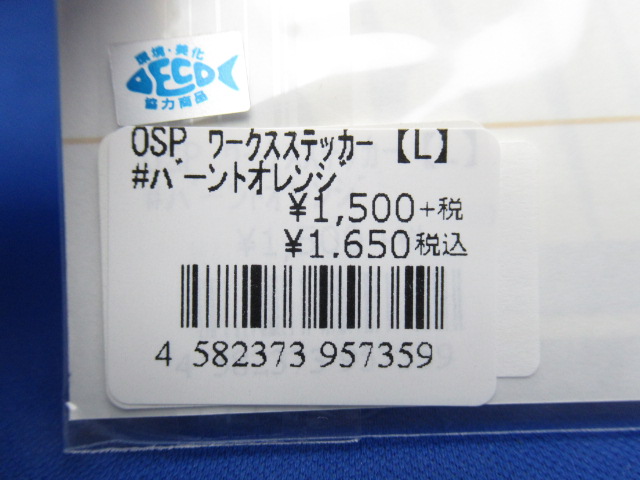 環境・美化
ECO
協力商品
OSP ワークスステッカー【L】
#バーントオレンジ
¥1,500+税
¥1,650税込
4 582373 957359